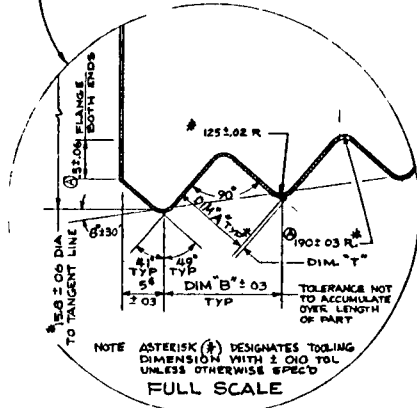 .5±.06 FLANGE
BOTH ENDS
A
* 125±.02 R
90°
DIM "A" TYP
A
.190±03 R.*
DIM. "T"
8°±30'
41°
TYP
49°
TYP
.5*
±.03
DIM "B" ±.03
TYP
*15.8±.06 DIA
TO TANGENT LINE
TOLERANCE NOT
TO ACCUMULATE
OVER LENGTH
OF PART
NOTE ASTERISK (*) DESIGNATES TOOLING
DIMENSION WITH ± 010 TOL
UNLESS OTHERWISE SPEC'D
FULL SCALE